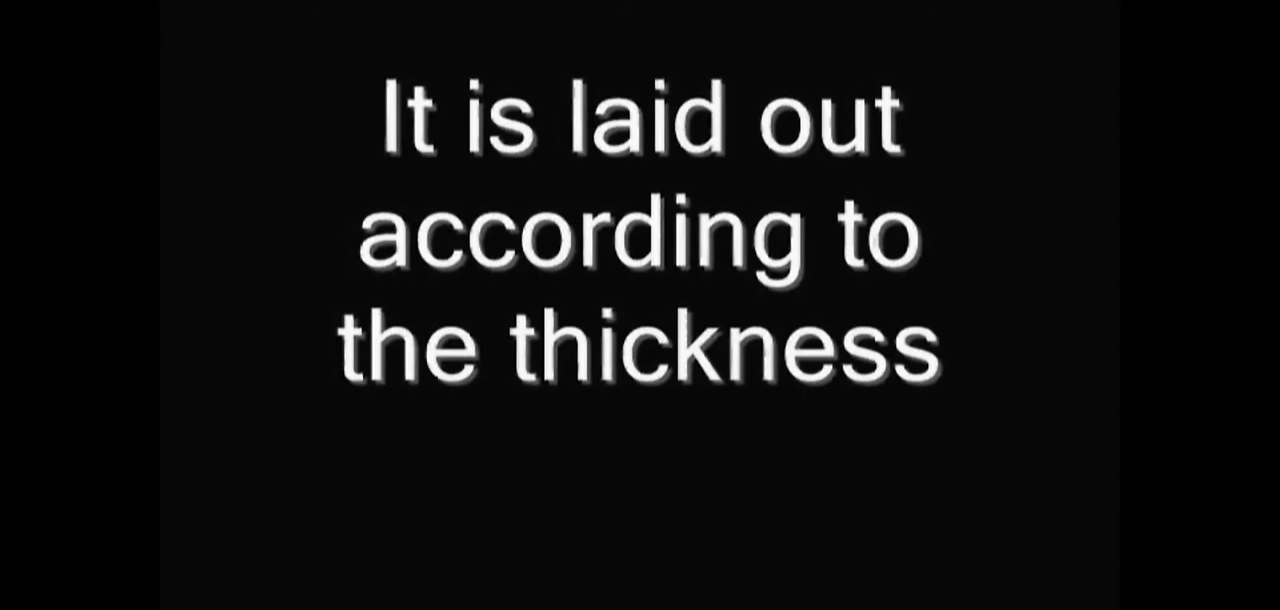 It is laid out
according to
the thickness